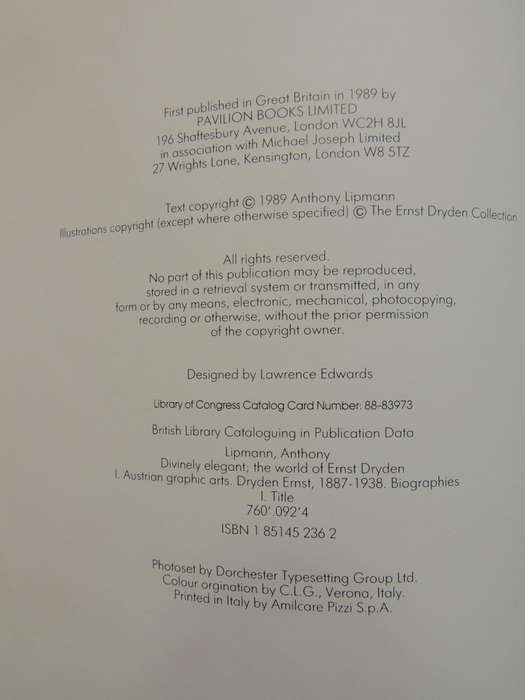 First published in Great Britain in 1989 by
PAVILION BOOKS LIMITED
196 Shaftesbury Avenue, London WC2H 8JL
in association with Michael Joseph Limited
27 Wrights Lane, Kensington, London W8 5TZ
Text copyright © 1989 Anthony Lipmann
Illustrations copyright (except where otherwise specified) © The Ernst Dryden Collection
All rights reserved.
No part of this publication may be reproduced,
stored in a retrieval system or transmitted, in any
form or by any means, electronic, mechanical, photocopying,
recording or otherwise, without the prior permission
of the copyright owner.
Designed by Lawrence Edwards
Library of Congress Catalog Card Number: 88-83973
British Library Cataloguing in Publication Data
Lipmann, Anthony
Divinely elegant; the world of Ernst Dryden
I. Austrian graphic arts. Dryden Ernst, 1887-1938. Biographies
I. Title
760'.092'4
ISBN 1 85145 236 2
Photoset by Dorchester Typesetting Group Ltd.
Colour orgination by C.L.G., Verona, Italy.
Printed in Italy by Amilcare Pizzi S.p.A.